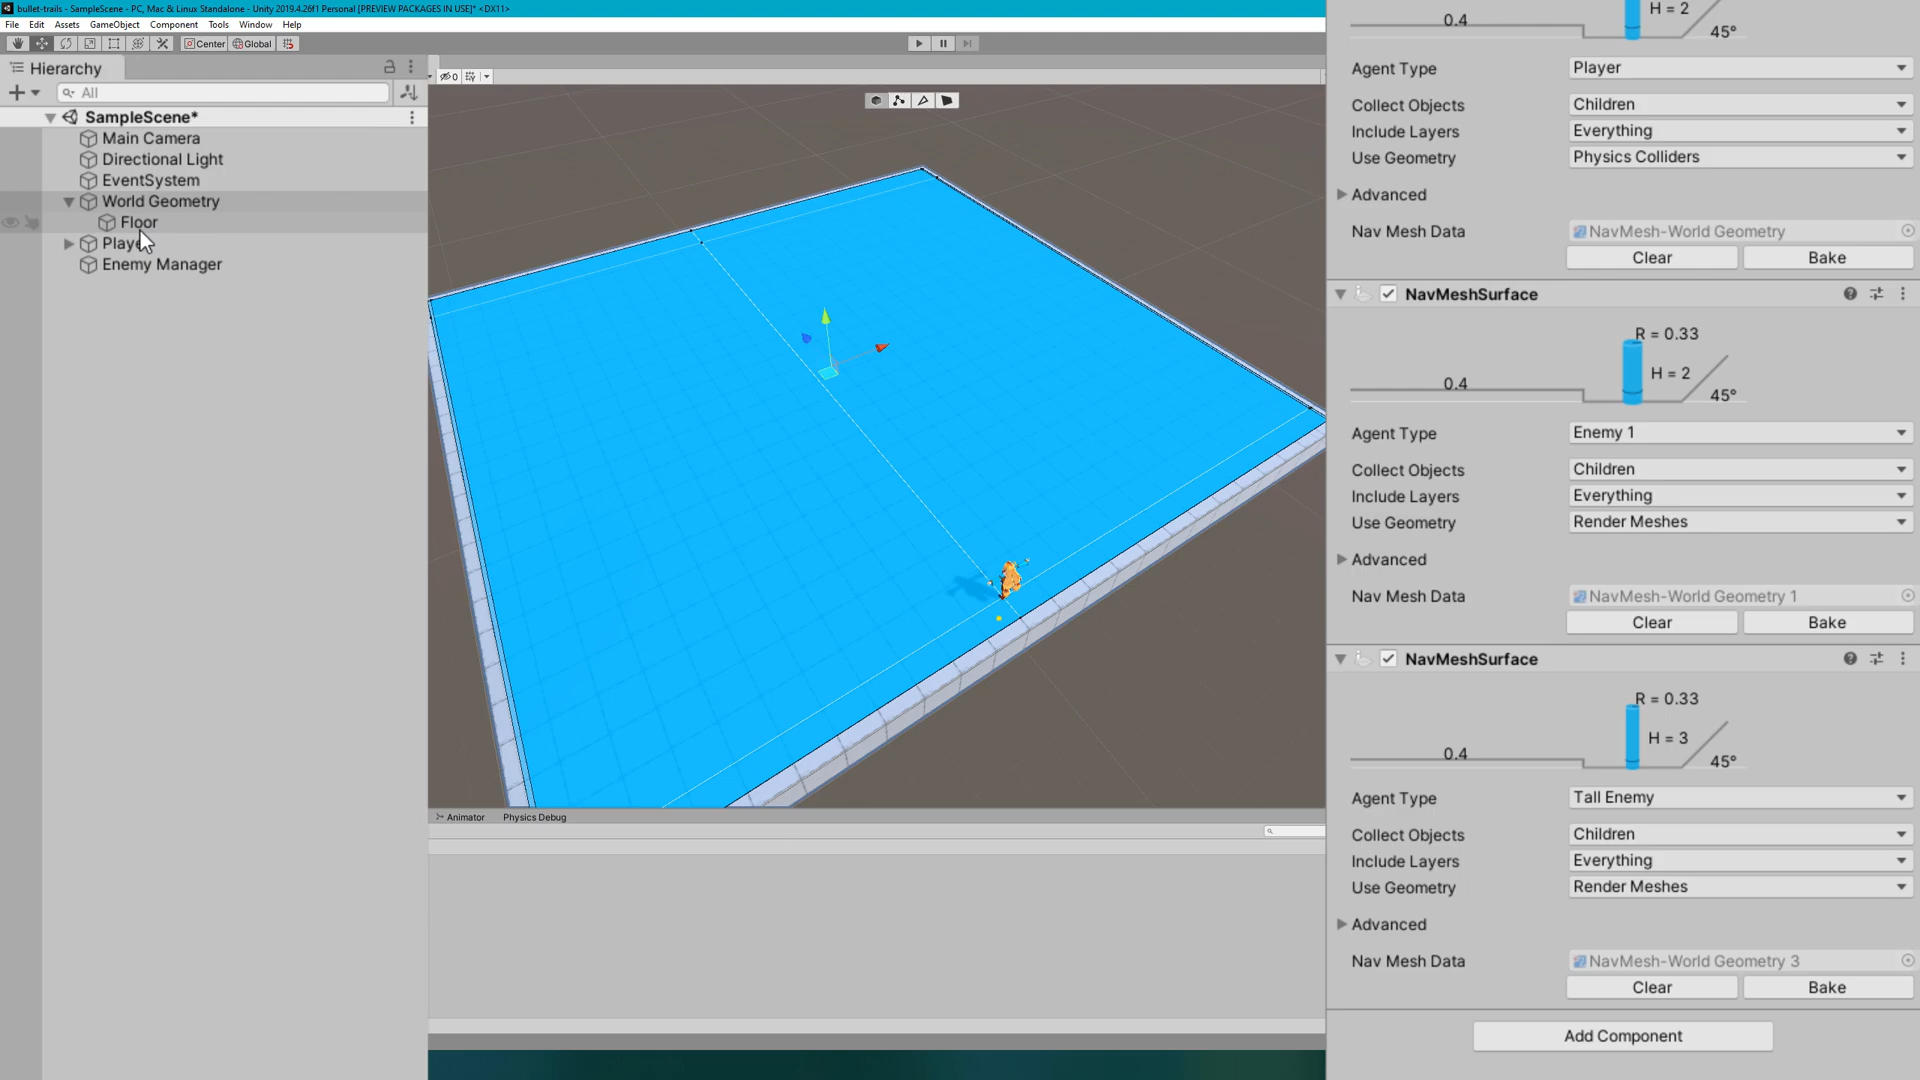 bullet-trails - SampleScene - PC, Mac & Linux Standalone - Unity 2019.4.26f1 Personal [PREVIEW PACKAGES IN USE]* <DX11>
File Edit Assets GameObject Component Tools Window Help
Center Global
Hierarchy
All
0
SampleScene*
Main Camera
Directional Light
EventSystem
World Geometry
Floor
Playe
Enemy Manager
Animator Physics Debug
0.4
H = 2
45°
Agent Type Player
Collect Objects Children
Include Layers Everything
Use Geometry Physics Colliders
Advanced
Nav Mesh Data NavMesh-World Geometry
Clear Bake
NavMeshSurface
R = 0.33
0.4
H = 2
45°
Agent Type Enemy 1
Collect Objects Children
Include Layers Everything
Use Geometry Render Meshes
Advanced
Nav Mesh Data NavMesh-World Geometry 1
Clear Bake
NavMeshSurface
R = 0.33
0.4
H = 3
45°
Agent Type Tall Enemy
Collect Objects Children
Include Layers Everything
Use Geometry Render Meshes
Advanced
Nav Mesh Data NavMesh-World Geometry 3
Clear Bake
Add Component